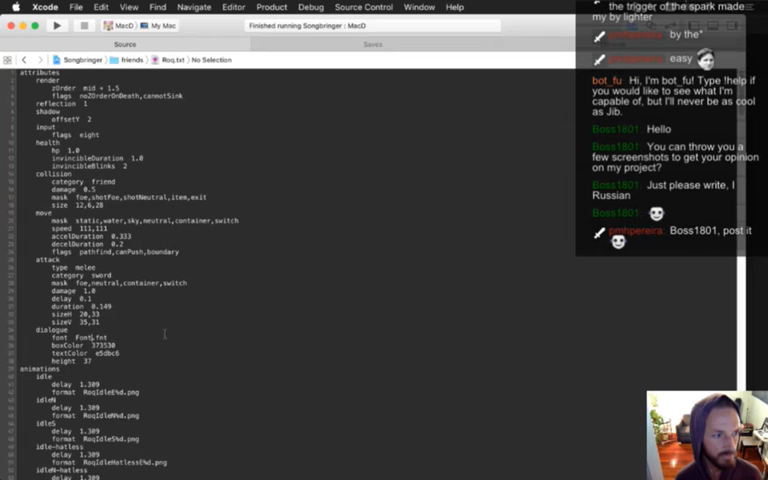 Xcode File Edit View Find Navigate Editor Product Debug Source Control Window Help
MacD My Mac Finished running Songbringer : MacD
Source Saves
Songbringer friends Roq.txt No Selection
attributes
render
zOrder mid + 1.5
flags noZOrderOnDeath,cannotSink
reflection 1
shadow
offsetY 2
input
flags eight
health
hp 1.0
invincibleDuration 1.0
invincibleBlinks 2
collision
category friend
damage 0.5
mask foe,shotFoe,shotNeutral,item,exit
size 12,6,28
move
mask static,water,sky,neutral,container,switch
speed 111,111
accelDuration 0.333
decelDuration 0.2
flags pathfind,canPush,boundary
attack
type melee
category sword
mask foe,neutral,container,switch
damage 1.0
delay 0.1
duration 0.149
sizeH 20,33
sizeV 35,31
dialogue
font Font.fnt
boxColor 373530
textColor e5dbc6
height 37
animations
idle
delay 1.309
format RoqIdleE%d.png
idleN
delay 1.309
format RoqIdleN%d.png
idleS
delay 1.309
format RoqIdleS%d.png
idle-hatless
delay 1.309
format RoqIdleHatlessE%d.png
idleN-hatless
delay 1.309
the trigger of the spark made
my by lighter
by the*
easy
bot_fu Hi, I'm bot_fu! Type !help if
you would like to see what I'm
capable of, but I'll never be as cool
as Jib.
Boss1801: Hello
Boss1801: You can throw you a
few screenshots to get your opinion
on my project?
Boss1801: Just please write, I
Russian
Boss1801:
pmhpereira: Boss1801, post it